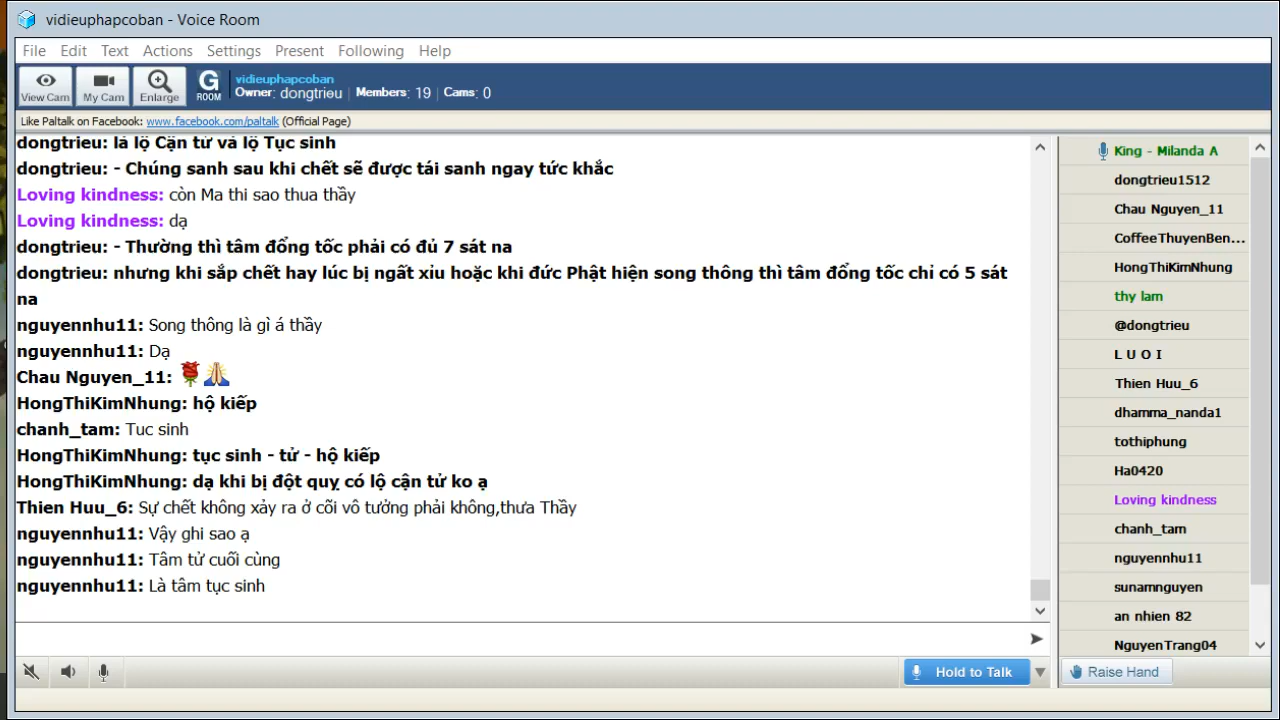 vidieuphapcoban - Voice Room
File Edit Text Actions Settings Present Following Help
View Cam My Cam Enlarge G ROOM
vidieuphapcoban
Owner: dongtrieu | Members: 19 | Cams: 0
Like Paltalk on Facebook: www.facebook.com/paltalk (Official Page)
dongtrieu: là lộ Cận tử và lộ Tục sinh
dongtrieu: - Chúng sanh sau khi chết sẽ được tái sanh ngay tức khắc
Loving kindness: còn Ma thi sao thua thầy
Loving kindness: dạ
dongtrieu: - Thường thì tâm đổng tốc phải có đủ 7 sát na
dongtrieu: nhưng khi sắp chết hay lúc bị ngất xỉu hoặc khi đức Phật hiện song thông thì tâm đổng tốc chỉ có 5 sát
na
nguyennhu11: Song thông là gì á thầy
nguyennhu11: Dạ
Chau Nguyen_11: 🌹🙏
HongThiKimNhung: hộ kiếp
chanh_tam: Tuc sinh
HongThiKimNhung: tục sinh - tử - hộ kiếp
HongThiKimNhung: dạ khi bị đột quỵ có lộ cận tử ko ạ
Thien Huu_6: Sự chết không xảy ra ở cõi vô tưởng phải không,thưa Thầy
nguyennhu11: Vậy ghi sao ạ
nguyennhu11: Tâm tử cuối cùng
nguyennhu11: Là tâm tục sinh
King - Milanda A
dongtrieu1512
Chau Nguyen_11
CoffeeThuyenBen...
HongThiKimNhung
thy lam
@dongtrieu
L U O I
Thien Huu_6
dhamma_nanda1
tothiphung
Ha0420
Loving kindness
chanh_tam
nguyennhu11
sunamnguyen
an nhien 82
NguyenTrang04
Hold to Talk
Raise Hand